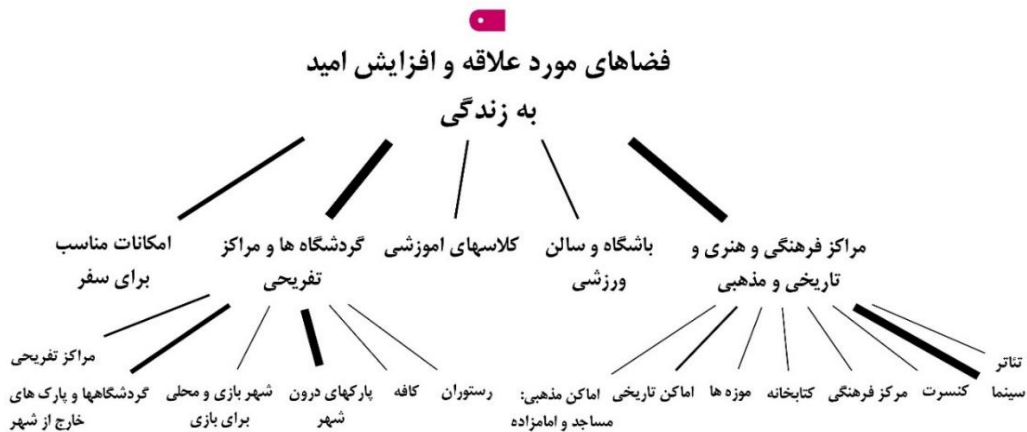 فضاهای مورد علاقه و افزایش امید
به زندگی
مراکز فرهنگی و هنری و
تاریخی و مذهبی
باشگاه و سالن
ورزشی
کلاسهای اموزشی
گردشگاه ها و مراکز
تفریحی
امکانات مناسب
برای سفر
تئاتر
سینما
کنسرت
مرکز فرهنگی
کتابخانه
موزه ها
اماکن تاریخی
اماکن مذهبی:
مساجد و امامزاده
رستوران
کافه
پارکهای درون
شهر
شهر بازی و محلی
برای بازی
مراکز تفریحی
گردشگاهها و پارک های
خارج از شهر